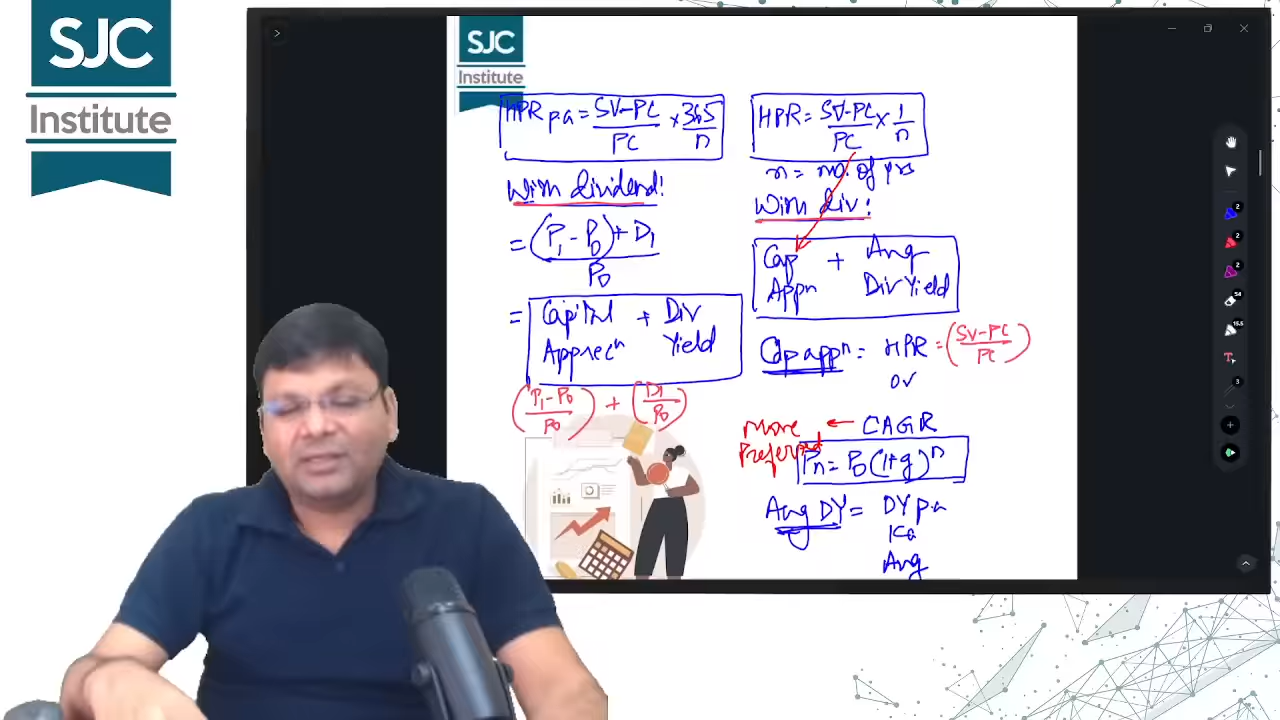 SJC
Institute
SJC
Institute
HPR pa = SV-PC/PC × 365/n
With dividend!
= (P1 - P0) + D1 / P0
= Capital Apprecn + Div Yield
(P1 - P0 / P0) + (D1 / P0)
HPR = SV-PC/PC × 1/n
n = no. of yrs
With div:
Cap Appn + Avg Div Yield
Cap appn = HPR = (SV-PC/PC)
or
More Preferred ← CAGR
Pn = P0(1+g)^n
Avg DY = DY pa
Ka
Avg